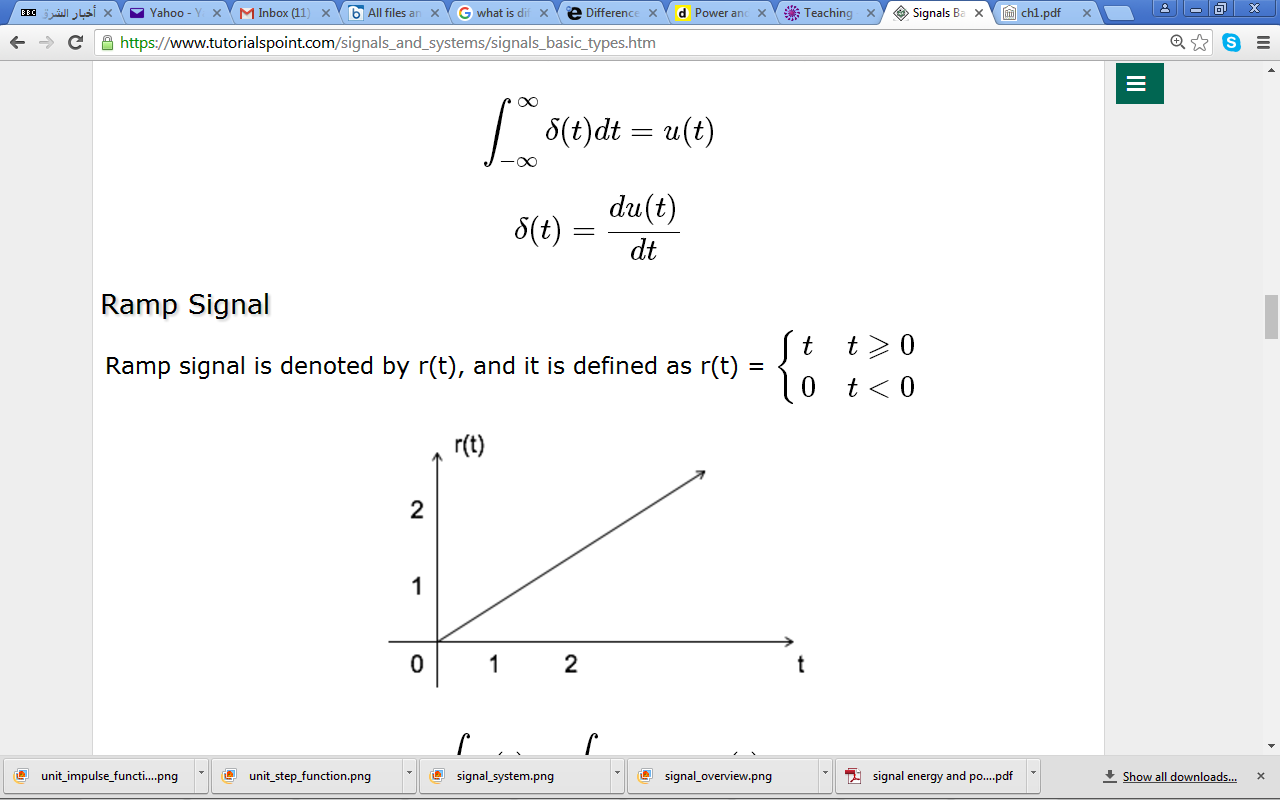 BBC أخبار الشرق
Yahoo - Y
Inbox (11)
All files an
what is dif
Difference
Power and
Teaching
Signals Ba
ch1.pdf
https://www.tutorialspoint.com/signals_and_systems/signals_basic_types.htm
∫_{−∞}^{∞} δ(t)dt = u(t)
δ(t) = du(t)/dt
Ramp Signal
Ramp signal is denoted by r(t), and it is defined as r(t) = { t t ⩾ 0
0 t < 0
r(t)
2
1
0 1 2 t
unit_impulse_functi....png
unit_step_function.png
signal_system.png
signal_overview.png
signal energy and po....pdf
Show all downloads...